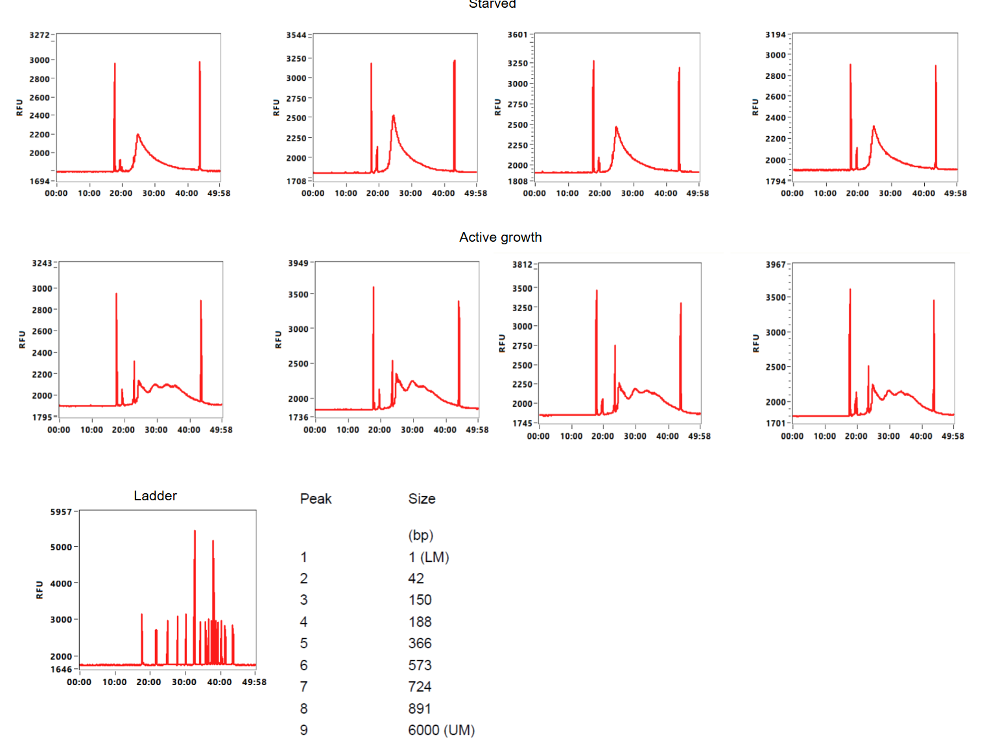 Starved
3272
3000
2800
2600
2400
2200
2000
1694
RFU
00:00 10:00 20:00 30:00 40:00 49:58
3544
3250
3000
2750
2500
2250
2000
1708
RFU
00:00 10:00 20:00 30:00 40:00 49:58
3601
3250
3000
2750
2500
2250
2000
1808
RFU
00:00 10:00 20:00 30:00 40:00 49:58
3194
3000
2800
2600
2400
2200
2000
1794
RFU
00:00 10:00 20:00 30:00 40:00 49:58
Active growth
3243
3000
2800
2600
2400
2200
2000
1795
RFU
00:00 10:00 20:00 30:00 40:00 49:58
3949
3500
3000
2500
2000
1736
RFU
00:00 10:00 20:00 30:00 40:00 49:58
3812
3500
3250
3000
2750
2500
2250
2000
1745
RFU
00:00 10:00 20:00 30:00 40:00 49:58
3967
3500
3000
2500
2000
1701
RFU
00:00 10:00 20:00 30:00 40:00 49:58
Ladder
5957
5000
4000
3000
2000
1646
RFU
00:00 10:00 20:00 30:00 40:00 49:58
Peak Size
(bp)
1 1 (LM)
2 42
3 150
4 188
5 366
6 573
7 724
8 891
9 6000 (UM)